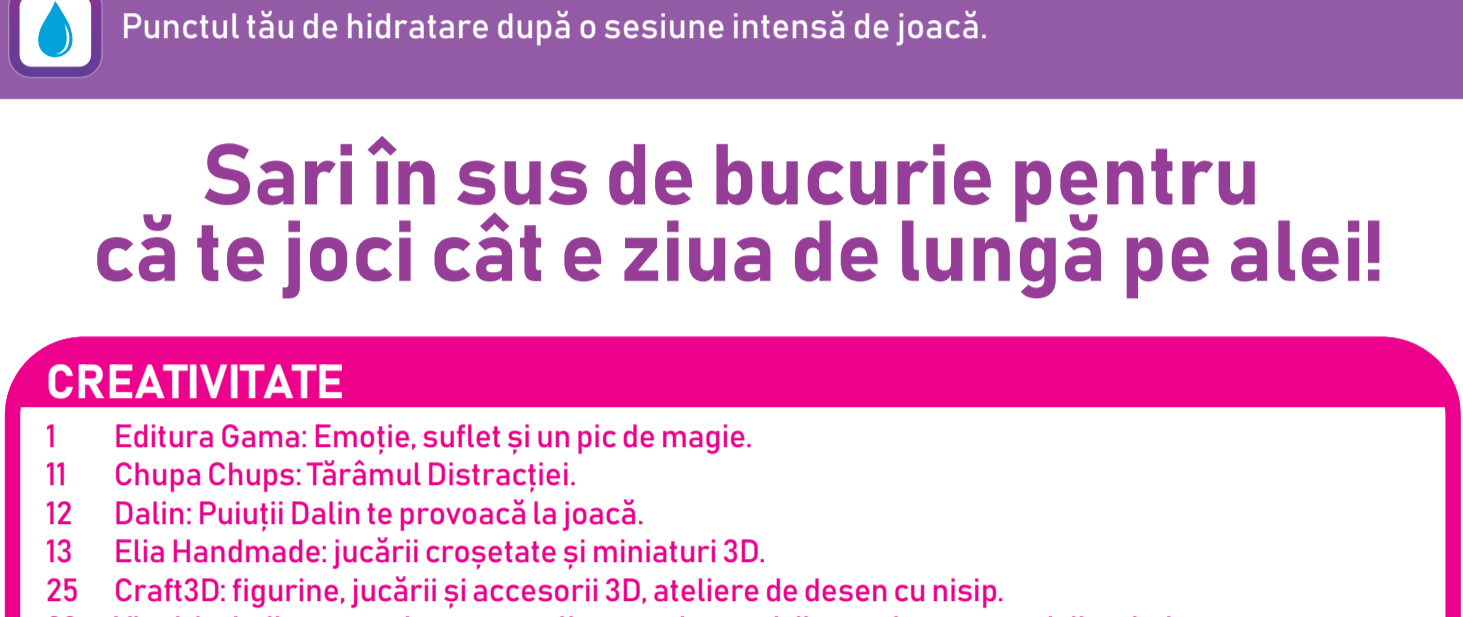 Punctul tău de hidratare după o sesiune intensă de joacă.
Sari în sus de bucurie pentru
că te joci cât e ziua de lungă pe alei!
CREATIVITATE
1 Editura Gama: Emoție, suflet și un pic de magie.
11 Chupa Chups: Tărâmul Distracției.
12 Dalin: Puiuții Dalin te provoacă la joacă.
13 Elia Handmade: jucării croșetate și miniaturi 3D.
25 Craft3D: figurine, jucării și accesorii 3D, ateliere de desen cu nisip.